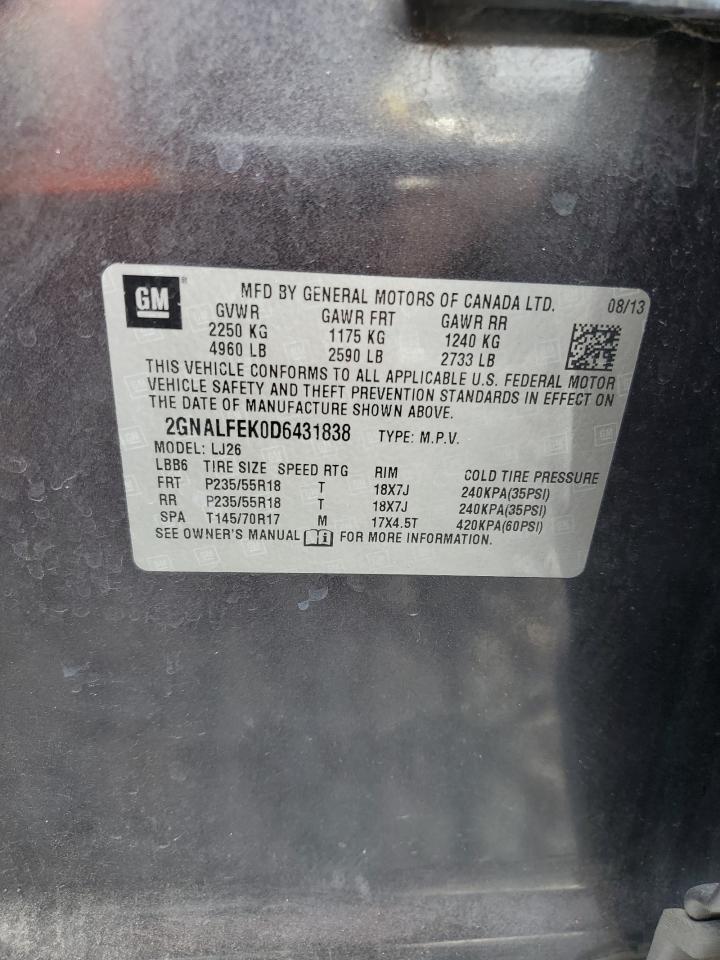 GM ®
MFD BY GENERAL MOTORS OF CANADA LTD. 08/13
GVWR GAWR FRT GAWR RR
2250 KG 1175 KG 1240 KG
4960 LB 2590 LB 2733 LB
THIS VEHICLE CONFORMS TO ALL APPLICABLE U.S. FEDERAL MOTOR
VEHICLE SAFETY AND THEFT PREVENTION STANDARDS IN EFFECT ON
THE DATE OF MANUFACTURE SHOWN ABOVE.
2GNALFEK0D6431838 TYPE: M.P.V.
MODEL: LJ26
LBB6 TIRE SIZE SPEED RTG RIM COLD TIRE PRESSURE
FRT P235/55R18 T 18X7J 240KPA(35PSI)
RR P235/55R18 T 18X7J 240KPA(35PSI)
SPA T145/70R17 M 17X4.5T 420KPA(60PSI)
SEE OWNER'S MANUAL i FOR MORE INFORMATION.